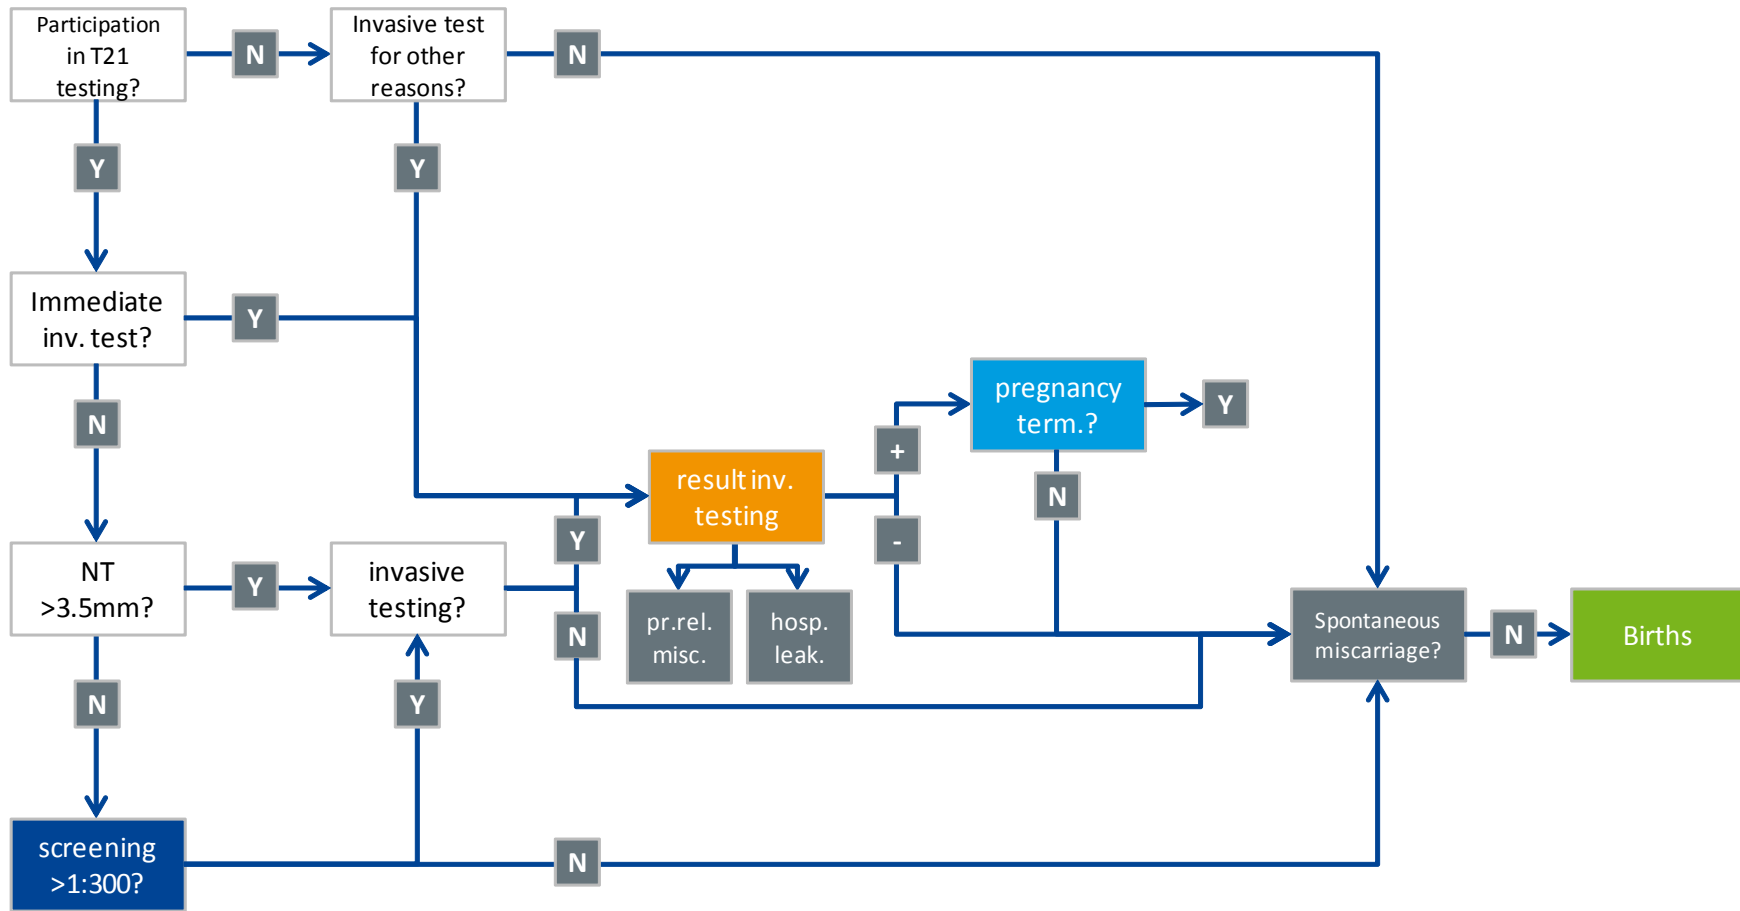 Participation
in T21
testing?
N
Invasive test
for other
reasons?
N
Y
Y
Immediate
inv. test?
Y
N
pregnancy
term.?
Y
+
result inv.
testing
N
-
Y
NT
>3.5mm?
Y
invasive
testing?
N
pr.rel.
misc.
hosp.
leak.
Spontaneous
miscarriage?
N
Births
N
Y
screening
>1:300?
N